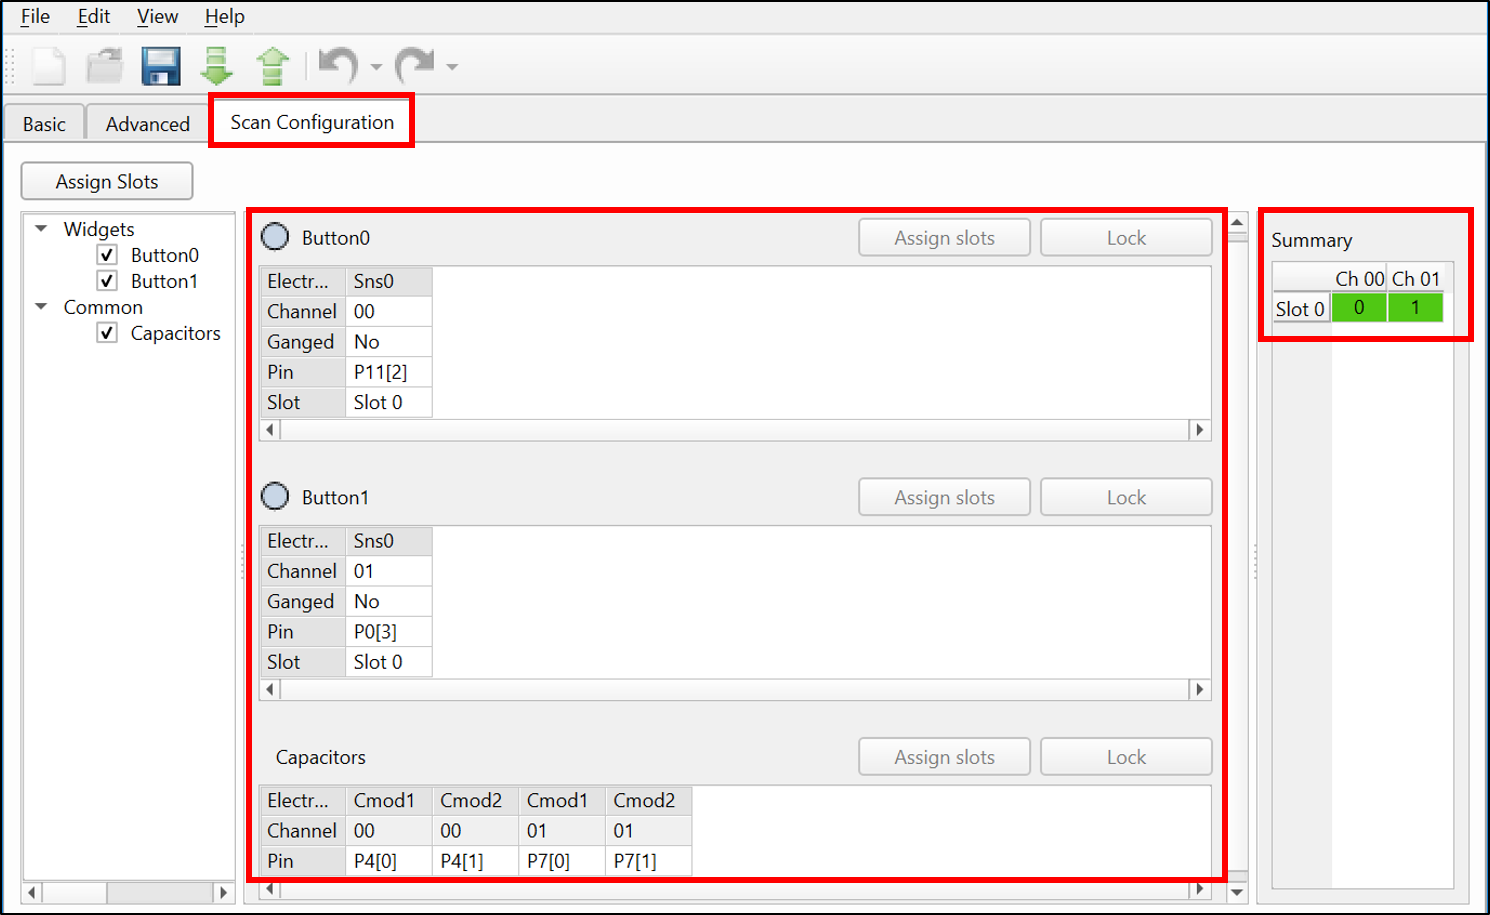 File Edit View Help
Basic Advanced Scan Configuration
Assign Slots
Widgets
Button0
Button1
Common
Capacitors
Button0 Assign slots Lock
Electr... Sns0
Channel 00
Ganged No
Pin P11[2]
Slot Slot 0
Button1 Assign slots Lock
Electr... Sns0
Channel 01
Ganged No
Pin P0[3]
Slot Slot 0
Capacitors Assign slots Lock
Electr... Cmod1 Cmod2 Cmod1 Cmod2
Channel 00 00 01 01
Pin P4[0] P4[1] P7[0] P7[1]
Summary
Ch 00 Ch 01
Slot 0 0 1